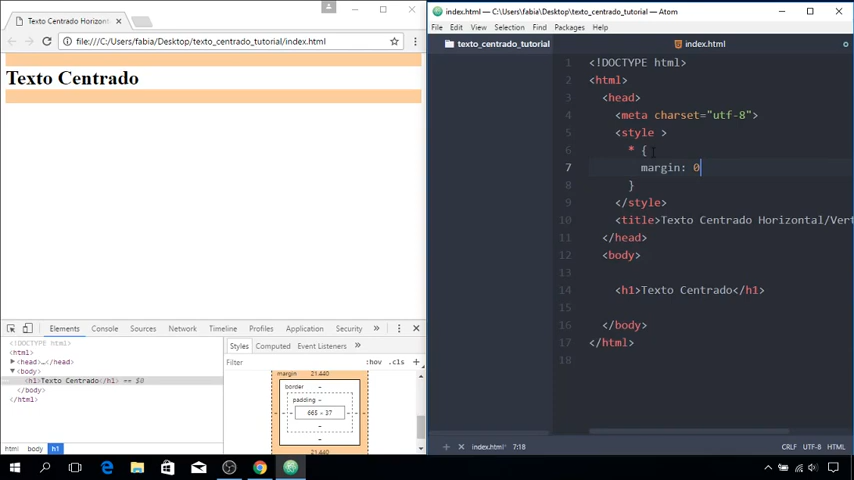 Texto Centrado Horizont
file:///C:/Users/fabia/Desktop/texto_centrado_tutorial/index.html
Texto Centrado
Elements Console Sources Network Timeline Profiles Application Security
<!DOCTYPE html>
<html>
<head>…</head>
<body>
<h1>Texto Centrado</h1> == $0
</body>
</html>
html body h1
Styles Computed Event Listeners
Filter :hov .cls +
margin 21.440
border -
padding -
665 × 37
21.440
index.html — C:\Users\fabia\Desktop\texto_centrado_tutorial — Atom
File Edit View Selection Find Packages Help
texto_centrado_tutorial
index.html
1 <!DOCTYPE html>
2 <html>
3 <head>
4 <meta charset="utf-8">
5 <style >
6 * {
7 margin: 0
8 }
9 </style>
10 <title>Texto Centrado Horizontal/Vert
11 </head>
12 <body>
13
14 <h1>Texto Centrado</h1>
15
16 </body>
17 </html>
18
index.html 7:18 CRLF UTF-8 HTML